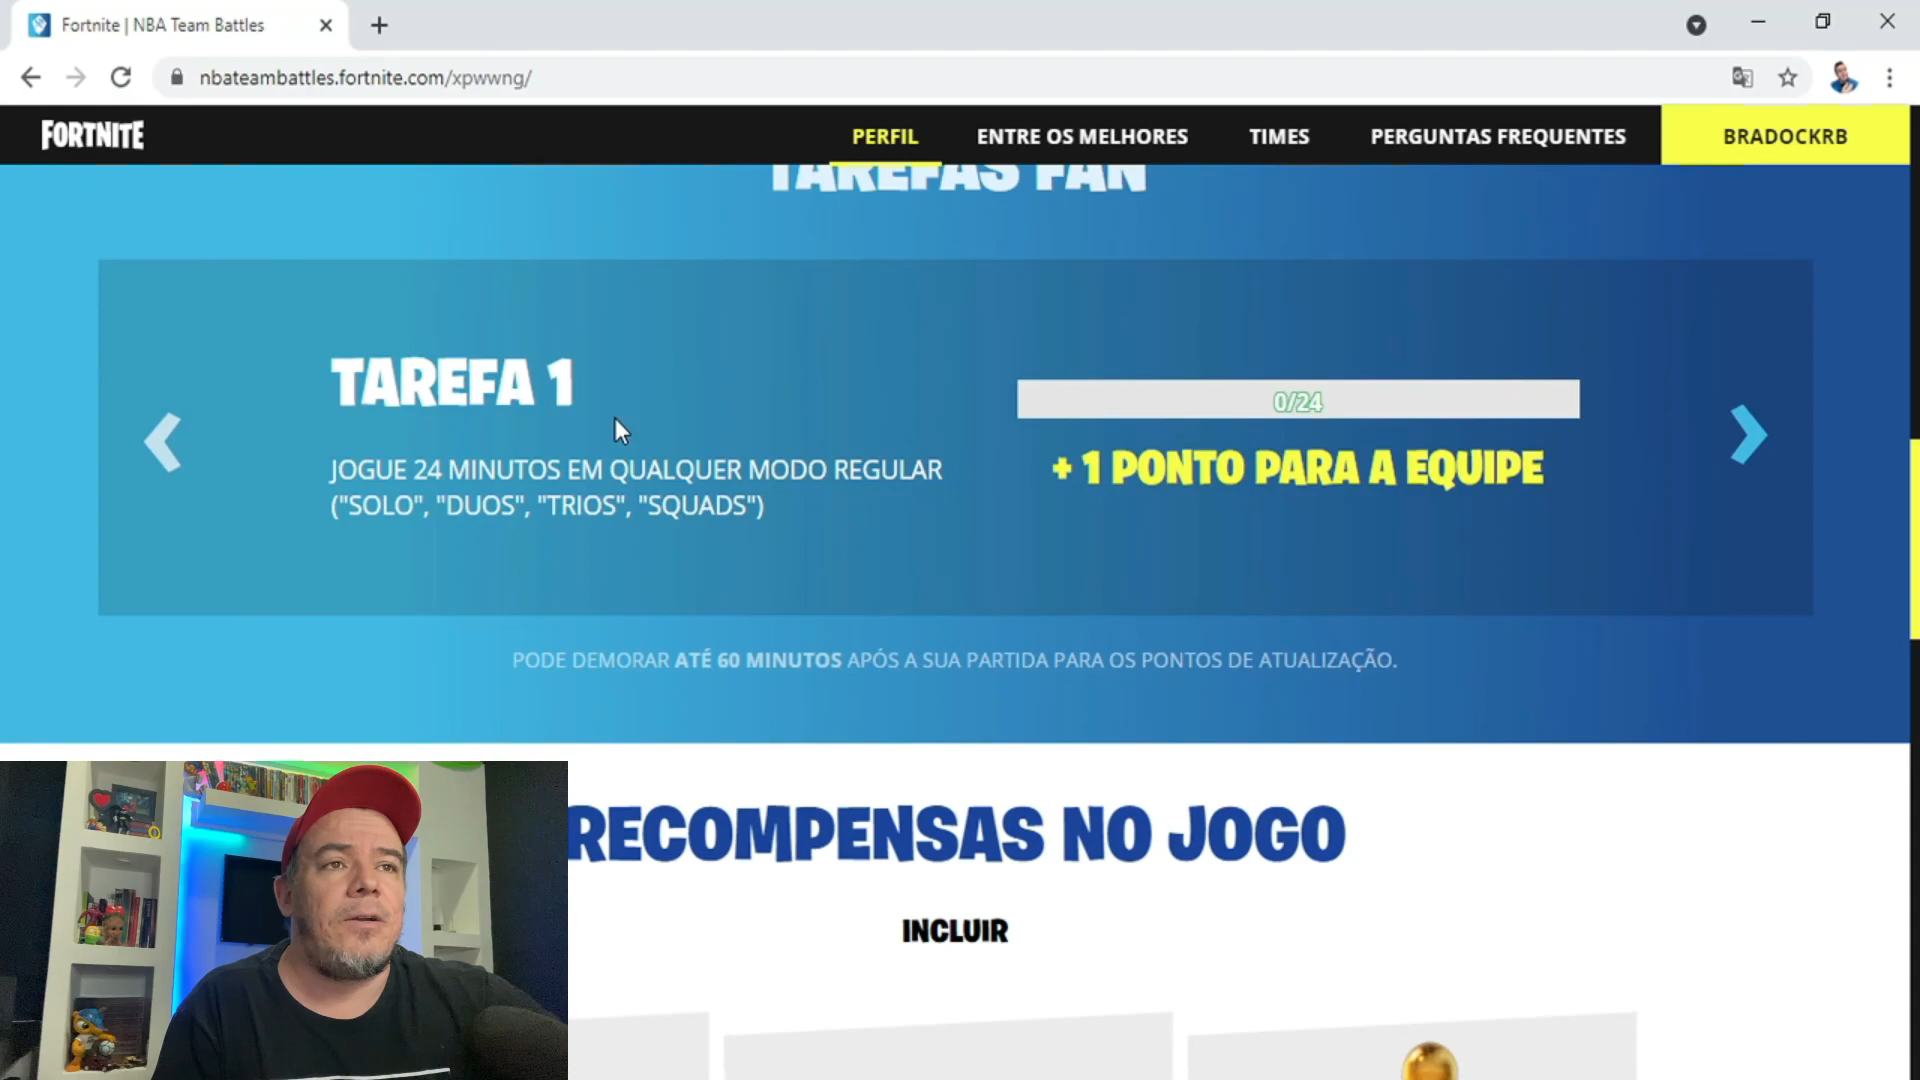 Fortnite | NBA Team Battles
nbateambattles.fortnite.com/xpwwng/
FORTNITE
PERFIL
ENTRE OS MELHORES
TIMES
PERGUNTAS FREQUENTES
BRADOCKRB
TAREFAS FAN
TAREFA 1
JOGUE 24 MINUTOS EM QUALQUER MODO REGULAR
("SOLO", "DUOS", "TRIOS", "SQUADS")
0/24
+ 1 PONTO PARA A EQUIPE
PODE DEMORAR ATÉ 60 MINUTOS APÓS A SUA PARTIDA PARA OS PONTOS DE ATUALIZAÇÃO.
RECOMPENSAS NO JOGO
INCLUIR